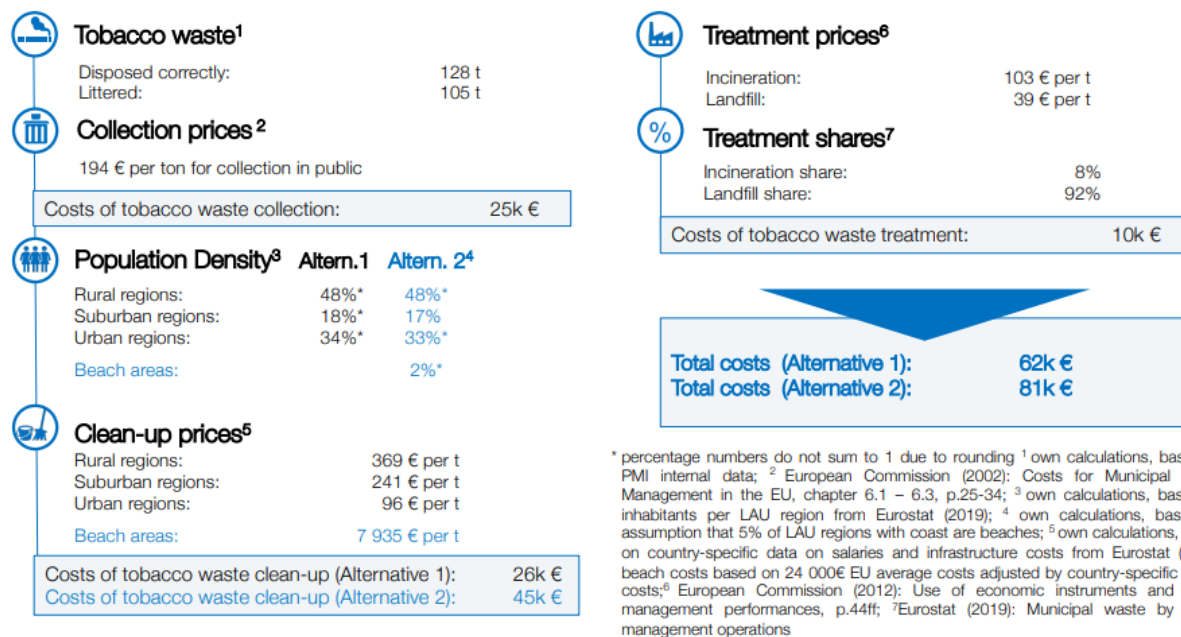 Tobacco waste¹
Disposed correctly: 128 t
Littered: 105 t
Collection prices ²
194 € per ton for collection in public
Costs of tobacco waste collection: 25k €
Population Density³ Altern.1 Altern. 2⁴
Rural regions: 48%* 48%*
Suburban regions: 18%* 17%
Urban regions: 34%* 33%*
Beach areas: 2%*
Clean-up prices⁵
Rural regions: 369 € per t
Suburban regions: 241 € per t
Urban regions: 96 € per t
Beach areas: 7 935 € per t
Costs of tobacco waste clean-up (Alternative 1): 26k €
Costs of tobacco waste clean-up (Alternative 2): 45k €
Treatment prices⁶
Incineration: 103 € per t
Landfill: 39 € per t
%
Treatment shares⁷
Incineration share: 8%
Landfill share: 92%
Costs of tobacco waste treatment: 10k €
Total costs (Alternative 1): 62k €
Total costs (Alternative 2): 81k €
* percentage numbers do not sum to 1 due to rounding ¹ own calculations, bas
PMI internal data; ² European Commission (2002): Costs for Municipal
Management in the EU, chapter 6.1 – 6.3, p.25-34; ³ own calculations, bas
inhabitants per LAU region from Eurostat (2019); ⁴ own calculations, bas
assumption that 5% of LAU regions with coast are beaches; ⁵ own calculations,
on country-specific data on salaries and infrastructure costs from Eurostat (
beach costs based on 24 000€ EU average costs adjusted by country-specific
costs;⁶ European Commission (2012): Use of economic instruments and
management performances, p.44ff; ⁷Eurostat (2019): Municipal waste by
management operations